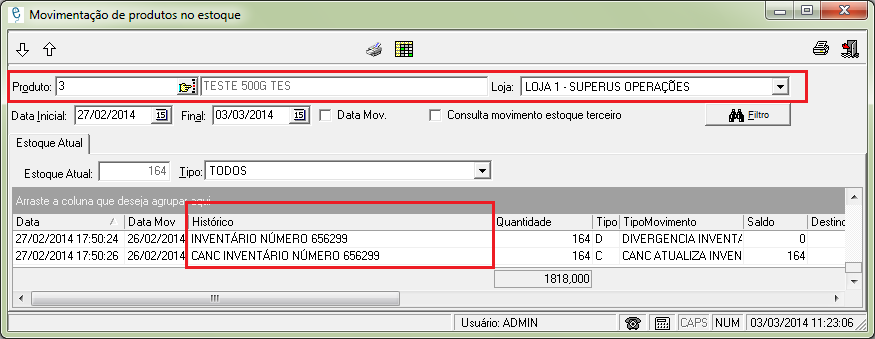 Movimentação de produtos no estoque
Produto: 3 TESTE 500G TES Loja: LOJA 1 - SUPERUS OPERAÇÕES
Data Inicial: 27/02/2014 15 Final: 03/03/2014 15 Data Mov. Consulta movimento estoque terceiro Filtro
Estoque Atual
Estoque Atual: 164 Tipo: TODOS
Arraste a coluna que deseja agrupar aqui
Data Data Mov Histórico Quantidade Tipo TipoMovimento Saldo Destino
27/02/2014 17:50:24 26/02/2014 INVENTÁRIO NÚMERO 656299 164 D DIVERGENCIA INVENTÁ 0
27/02/2014 17:50:26 26/02/2014 CANC INVENTÁRIO NÚMERO 656299 164 C CANC ATUALIZA INVEN 164
1818,000
Usuário: ADMIN CAPS NUM 03/03/2014 11:23:06